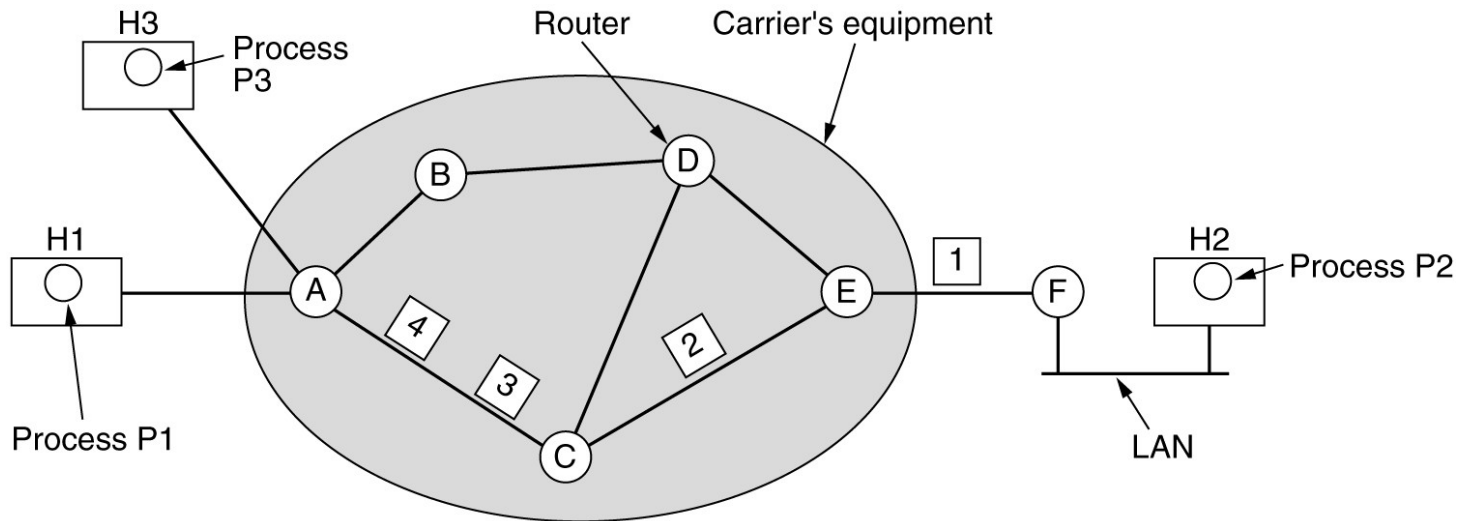 H3
Process
P3
Router
Carrier's equipment
B
D
H1
A
E
1
F
H2
Process P2
4
3
2
C
Process P1
LAN